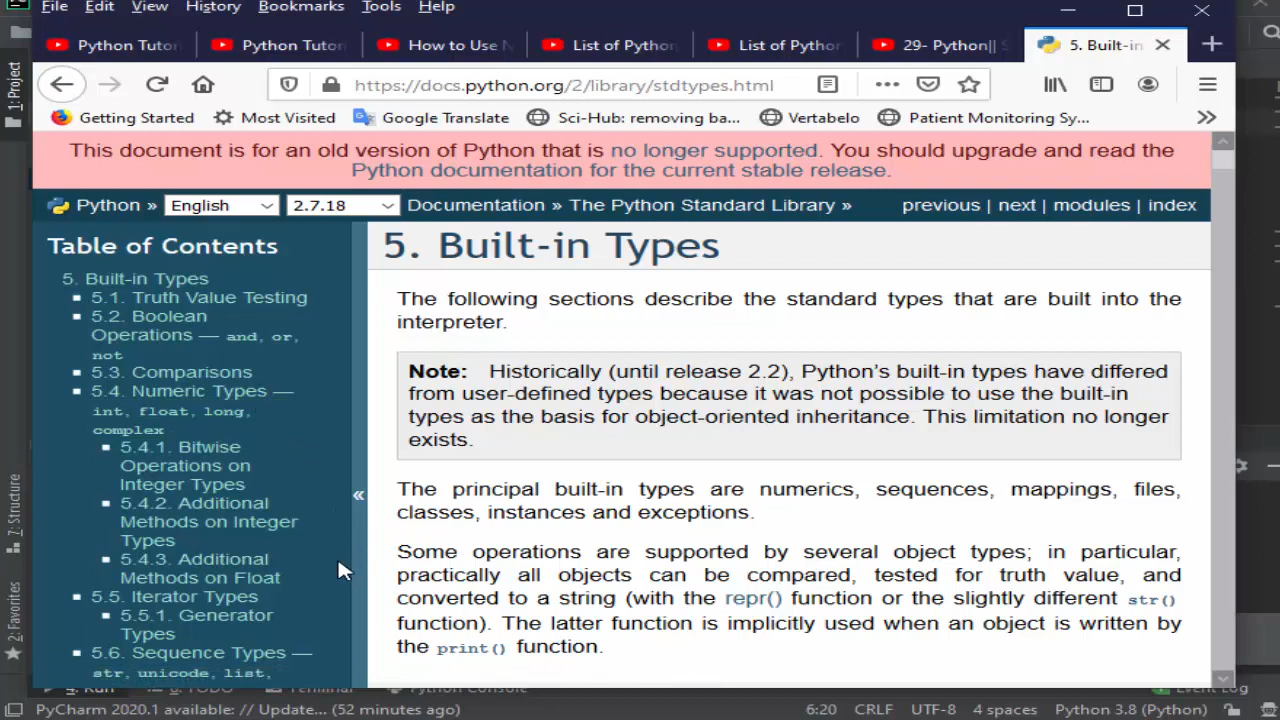 File Edit View History Bookmarks Tools Help
Python Tutor
Python Tutor
How to Use N
List of Python
List of Python
29- Python|| S
5. Built-in
https://docs.python.org/2/library/stdtypes.html
Getting Started
Most Visited
Google Translate
Sci-Hub: removing ba...
Vertabelo
Patient Monitoring Sy...
1: Project
This document is for an old version of Python that is no longer supported. You should upgrade and read the
Python documentation for the current stable release.
Python » English 2.7.18 Documentation » The Python Standard Library » previous | next | modules | index
Table of Contents
5. Built-in Types
5.1. Truth Value Testing
5.2. Boolean
Operations — and, or,
not
5.3. Comparisons
5.4. Numeric Types —
int, float, long,
complex
5.4.1. Bitwise
Operations on
Integer Types
5.4.2. Additional
Methods on Integer
Types
5.4.3. Additional
Methods on Float
5.5. Iterator Types
5.5.1. Generator
Types
5.6. Sequence Types —
str, unicode, list,
«
5. Built-in Types
The following sections describe the standard types that are built into the
interpreter.
Note: Historically (until release 2.2), Python’s built-in types have differed
from user-defined types because it was not possible to use the built-in
types as the basis for object-oriented inheritance. This limitation no longer
exists.
The principal built-in types are numerics, sequences, mappings, files,
classes, instances and exceptions.
Some operations are supported by several object types; in particular,
practically all objects can be compared, tested for truth value, and
converted to a string (with the repr() function or the slightly different str()
function). The latter function is implicitly used when an object is written by
the print() function.
7: Structure
2: Favorites
4: Run 6: TODO Terminal Python Console Event Log
PyCharm 2020.1 available: // Update... (52 minutes ago) 6:20 CRLF UTF-8 4 spaces Python 3.8 (Python)